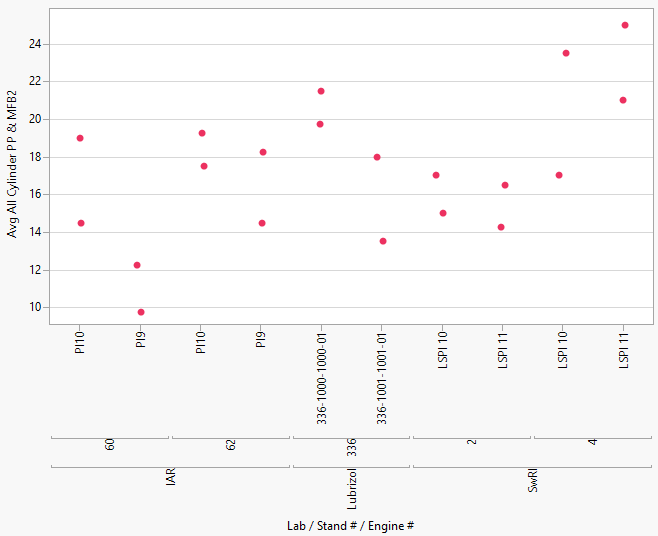 Avg All Cylinder PP & MFB2
24
22
20
18
16
14
12
10
PI10
PI9
PI10
PI9
336-1000-1000-01
336-1001-1001-01
LSPI 10
LSPI 11
LSPI 10
LSPI 11
60
62
336
2
4
IAR
Lubrizol
SwRI
Lab / Stand # / Engine #